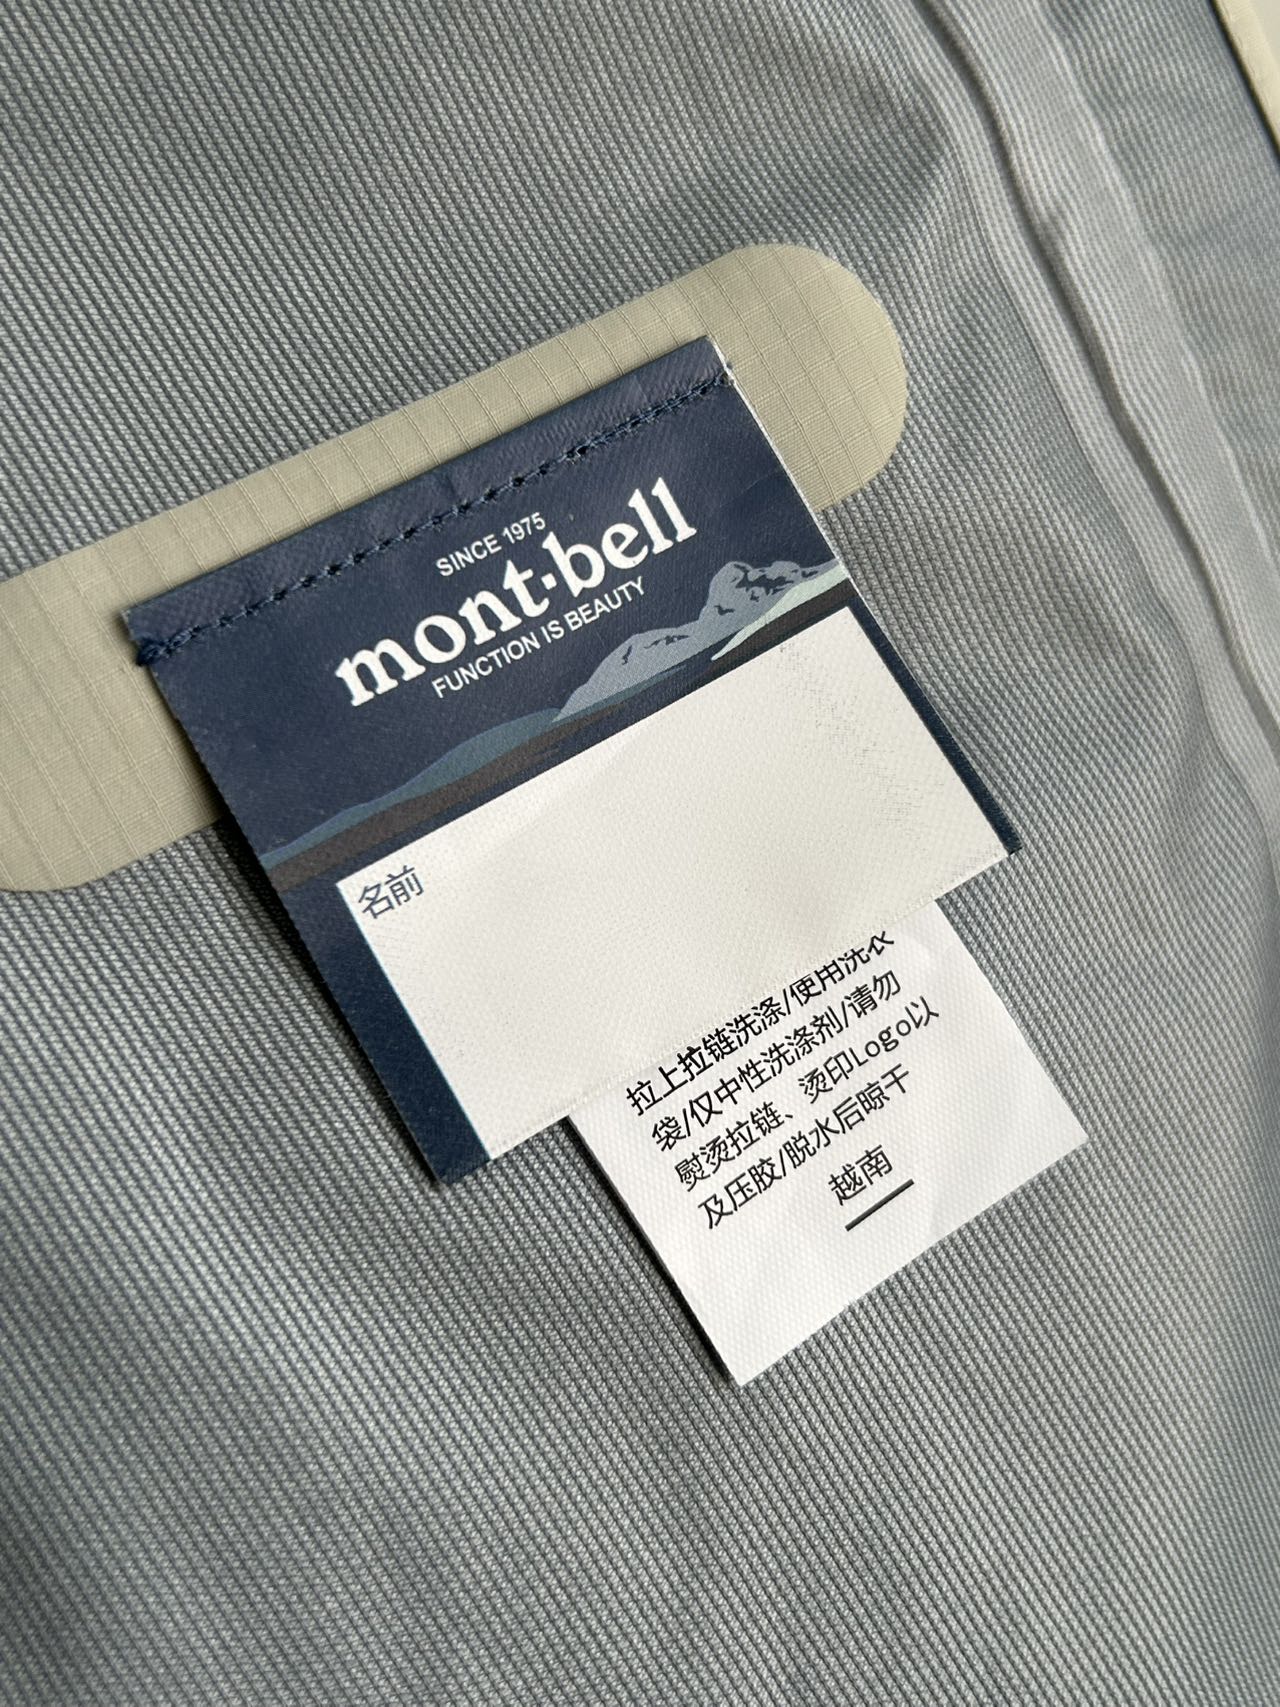 SINCE 1975
mont·bell
FUNCTION IS BEAUTY
名前
拉上拉链洗涤/使用洗衣
袋/仅中性洗涤剂/请勿
熨烫拉链、烫印Logo以
及压胶/脱水后晾干
越南